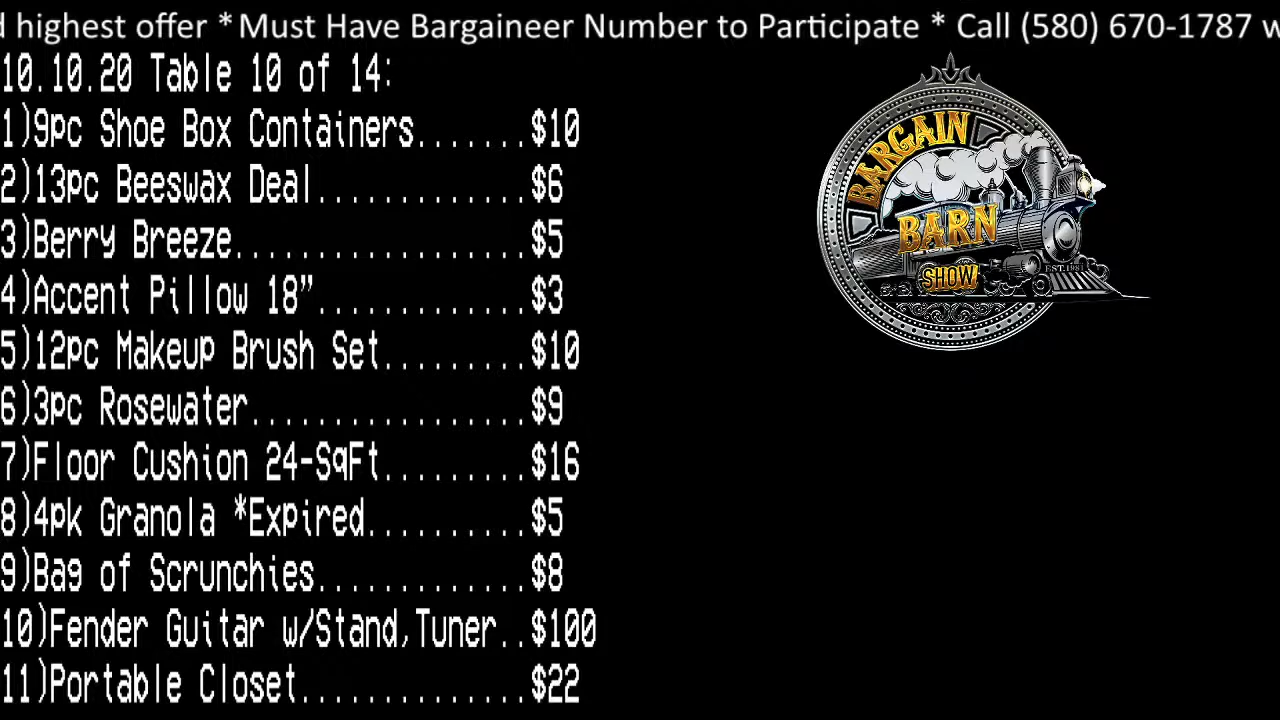 d highest offer * Must Have Bargaineer Number to Participate * Call (580) 670-1787 w
10.10.20 Table 10 of 14:
1)9pc Shoe Box Containers.......$10
2)13pc Beeswax Deal.............$6
3)Berry Breeze..................$5
4)Accent Pillow 18”.............$3
5)12pc Makeup Brush Set.........$10
6)3pc Rosewater.................$9
7)Floor Cushion 24-SqFt.........$16
8)4pk Granola *Expired..........$5
9)Bag of Scrunchies.............$8
10)Fender Guitar w/Stand,Tuner..$100
11)Portable Closet..............$22
BARGAIN
BARN
SHOW